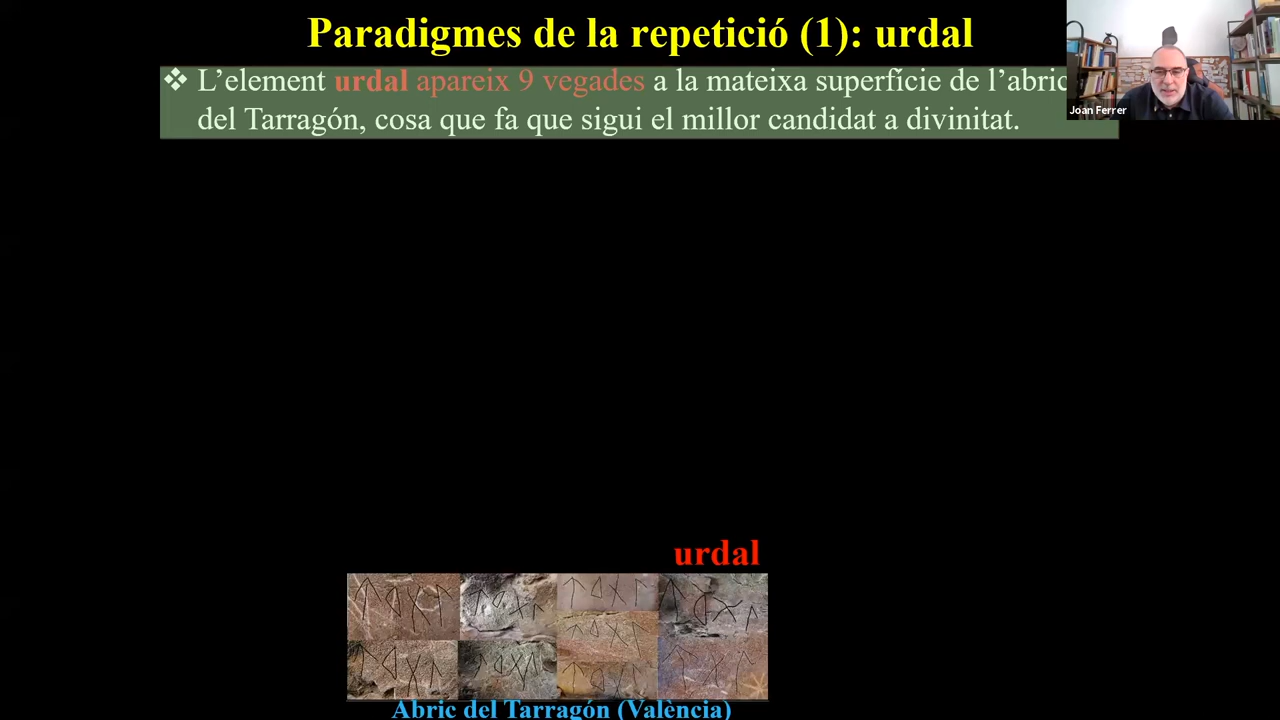 Paradigmes de la repetició (1): urdal
❖ L’element urdal apareix 9 vegades a la mateixa superfície de l’abric
del Tarragón, cosa que fa que sigui el millor candidat a divinitat.
Joan Ferrer
urdal
Abric del Tarragón (València)